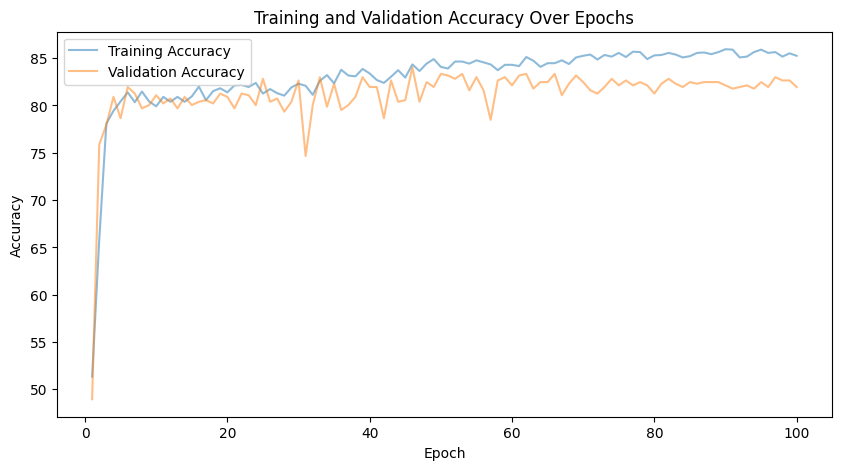 Training and Validation Accuracy Over Epochs
Training Accuracy
Validation Accuracy
85
80
75
70
65
60
55
50
Accuracy
0 20 40 60 80 100
Epoch